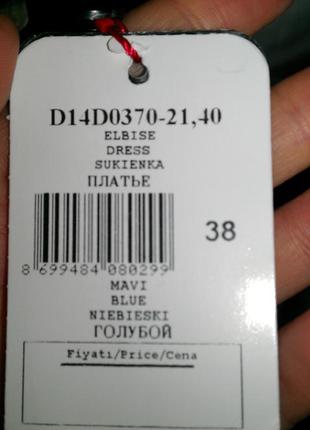 D14D0370-21,40
ELBISE
DRESS
SUKIENKA
ПЛАТЬЕ
38
8 699484 080299
MAVI
BLUE
NIEBIESKI
ГОЛУБОЙ
Fiyatı/Price/Cena